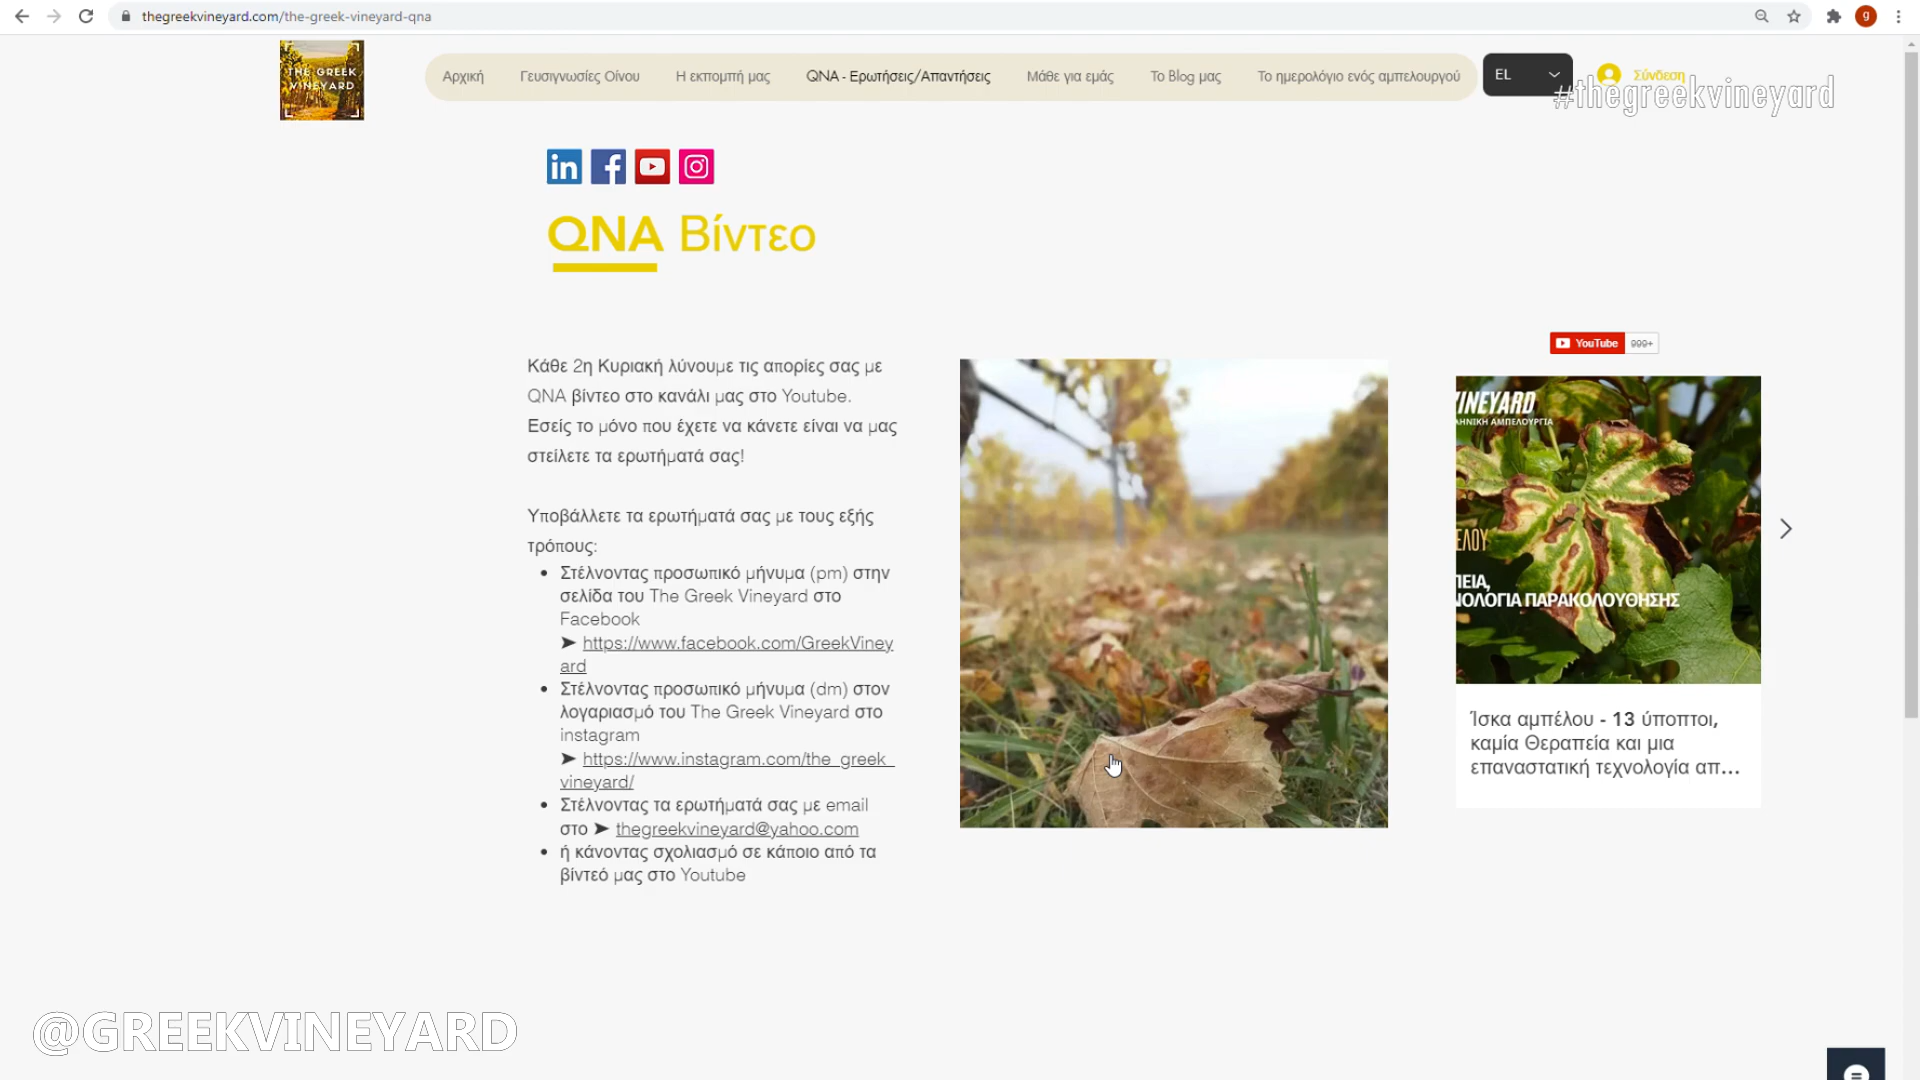 thegreekvineyard.com/the-greek-vineyard-qna
g
THE GREEK
VINEYARD
Αρχική
Γευσιγνωσίες Οίνου
Η εκπομπή μας
QNA - Ερωτήσεις/Απαντήσεις
Μάθε για εμάς
Το Blog μας
Το ημερολόγιο ενός αμπελουργού
EL
Σύνδεση
#thegreekvineyard
in
QNA Βίντεο
Κάθε 2η Κυριακή λύνουμε τις απορίες σας με
QNA βίντεο στο κανάλι μας στο Youtube.
Εσείς το μόνο που έχετε να κάνετε είναι να μας
στείλετε τα ερωτήματά σας!
Υποβάλλετε τα ερωτήματά σας με τους εξής
τρόπους:
• Στέλνοντας προσωπικό μήνυμα (pm) στην
σελίδα του The Greek Vineyard στο
Facebook
➤ https://www.facebook.com/GreekViney
ard
• Στέλνοντας προσωπικό μήνυμα (dm) στον
λογαριασμό του The Greek Vineyard στο
instagram
➤ https://www.instagram.com/the_greek_
vineyard/
• Στέλνοντας τα ερωτήματά σας με email
στο ➤ thegreekvineyard@yahoo.com
• ή κάνοντας σχολιασμό σε κάποιο από τα
βίντεό μας στο Youtube
YouTube 999+
VINEYARD
ΛΗΝΙΚΗ ΑΜΠΕΛΟΥΡΓΙΑ
ΕΛΟΥ
ΠΕΙΑ,
ΝΟΛΟΓΙΑ ΠΑΡΑΚΟΛΟΥΘΗΣΗΣ
Ίσκα αμπέλου - 13 ύποπτοι,
καμία Θεραπεία και μια
επαναστατική τεχνολογία απ...
@GREEKVINEYARD